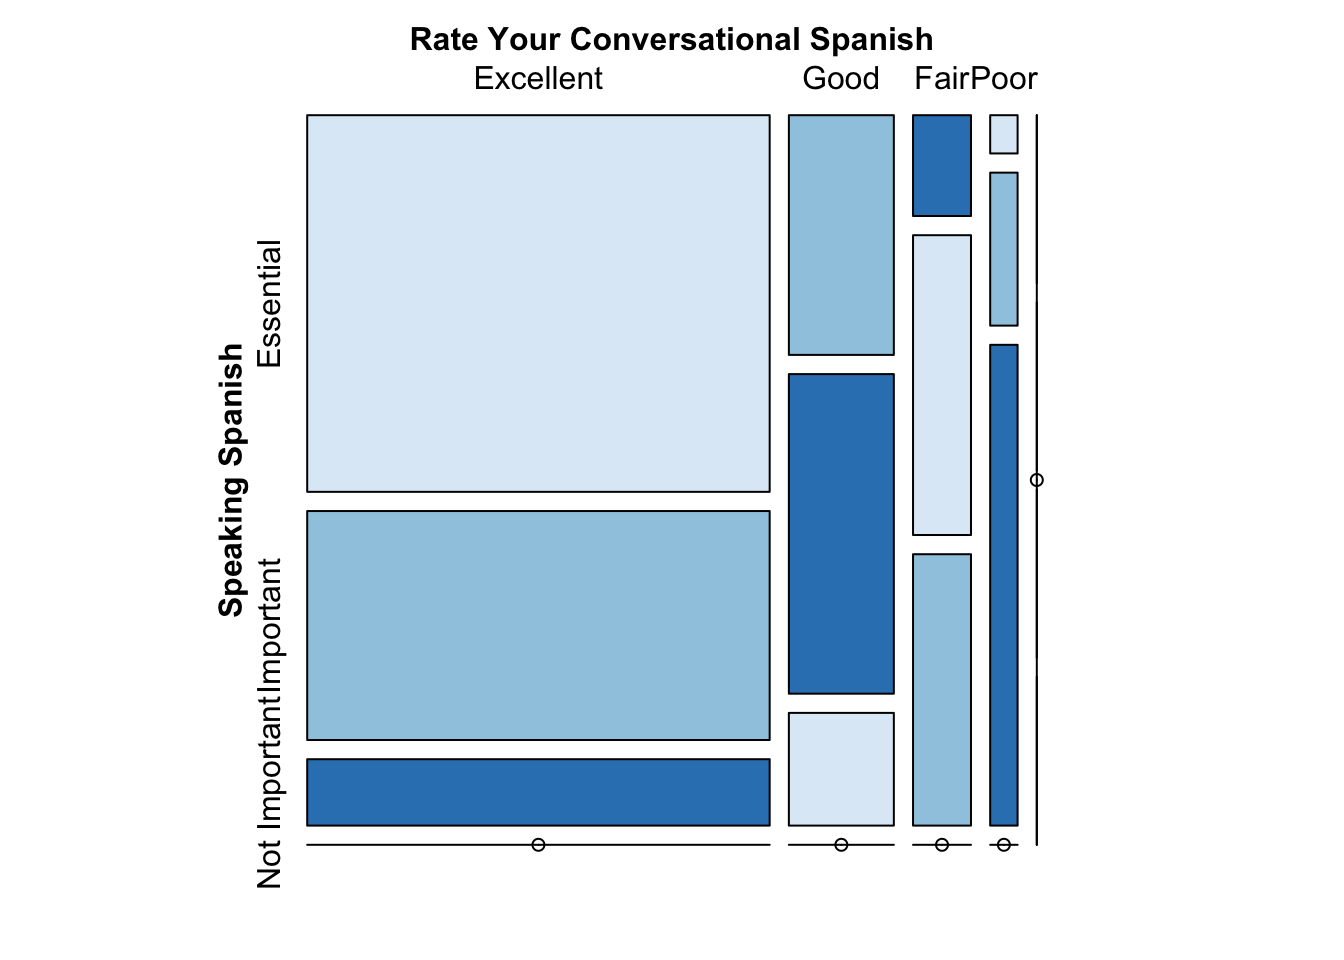 Rate Your Conversational Spanish
Excellent
Good
Fair
Poor
Speaking Spanish
Essential
Important
Not Important